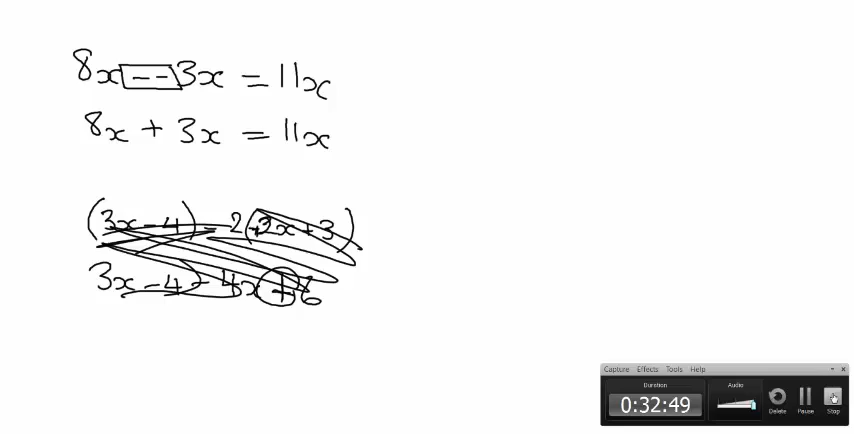 8x -- 3x = 11x
8x + 3x = 11x
(3x - 4) - 2(2x + 3)
3x - 4 - 4x + 6
Capture Effects Tools Help
Duration Audio
0:32:49
Delete Pause Stop